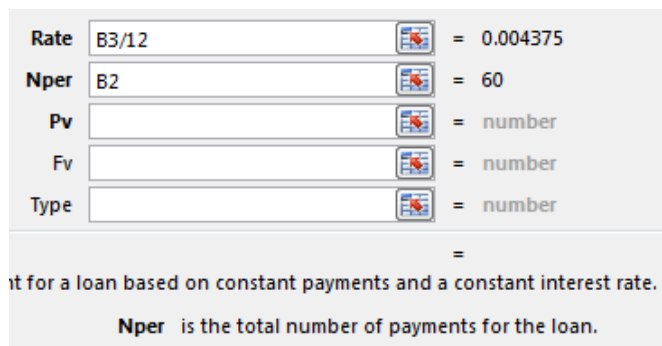 Rate B3/12 = 0.004375
Nper B2 = 60
Pv = number
Fv = number
Type = number
=
for a loan based on constant payments and a constant interest rate.
Nper is the total number of payments for the loan.